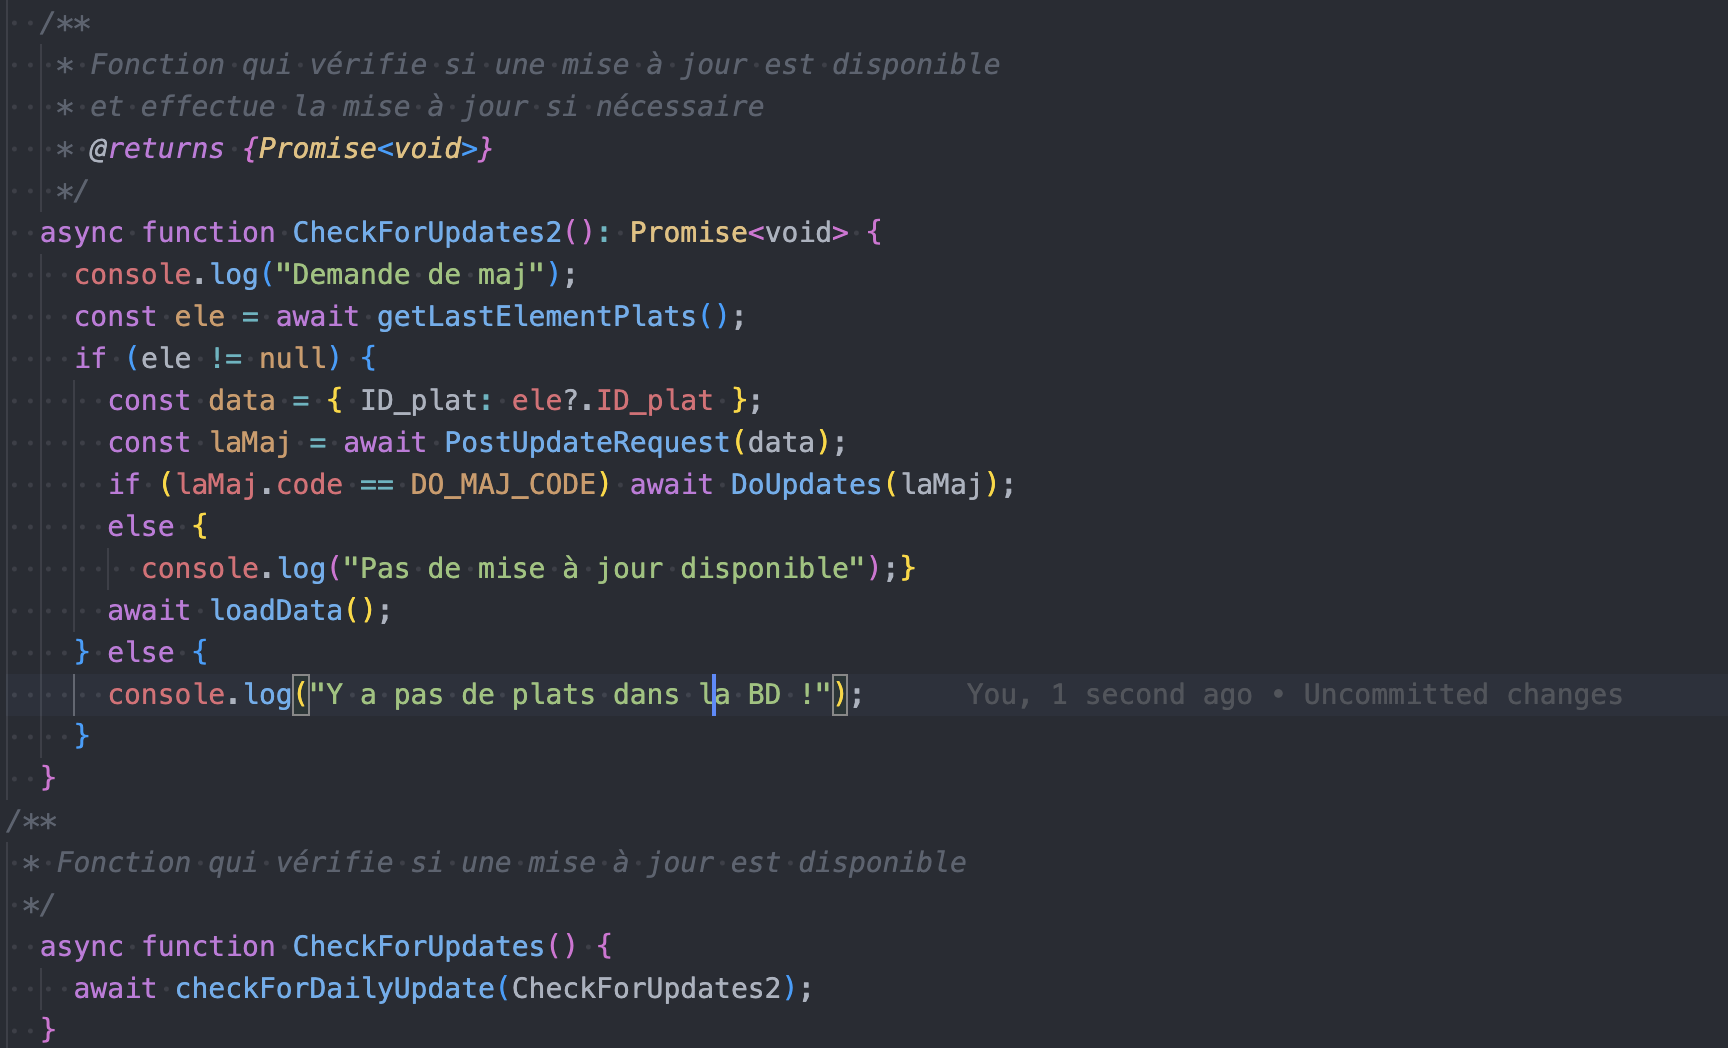 /**
* Fonction qui vérifie si une mise à jour est disponible
* et effectue la mise à jour si nécessaire
* @returns {Promise<void>}
*/
async function CheckForUpdates2(): Promise<void> {
console.log("Demande de maj");
const ele = await getLastElementPlats();
if (ele != null) {
const data = { ID_plat: ele?.ID_plat };
const laMaj = await PostUpdateRequest(data);
if (laMaj.code == DO_MAJ_CODE) await DoUpdates(laMaj);
else {
console.log("Pas de mise à jour disponible");}
await loadData();
} else {
console.log("Y a pas de plats dans la BD !"); You, 1 second ago • Uncommitted changes
}
}
/**
* Fonction qui vérifie si une mise à jour est disponible
*/
async function CheckForUpdates() {
await checkForDailyUpdate(CheckForUpdates2);
}